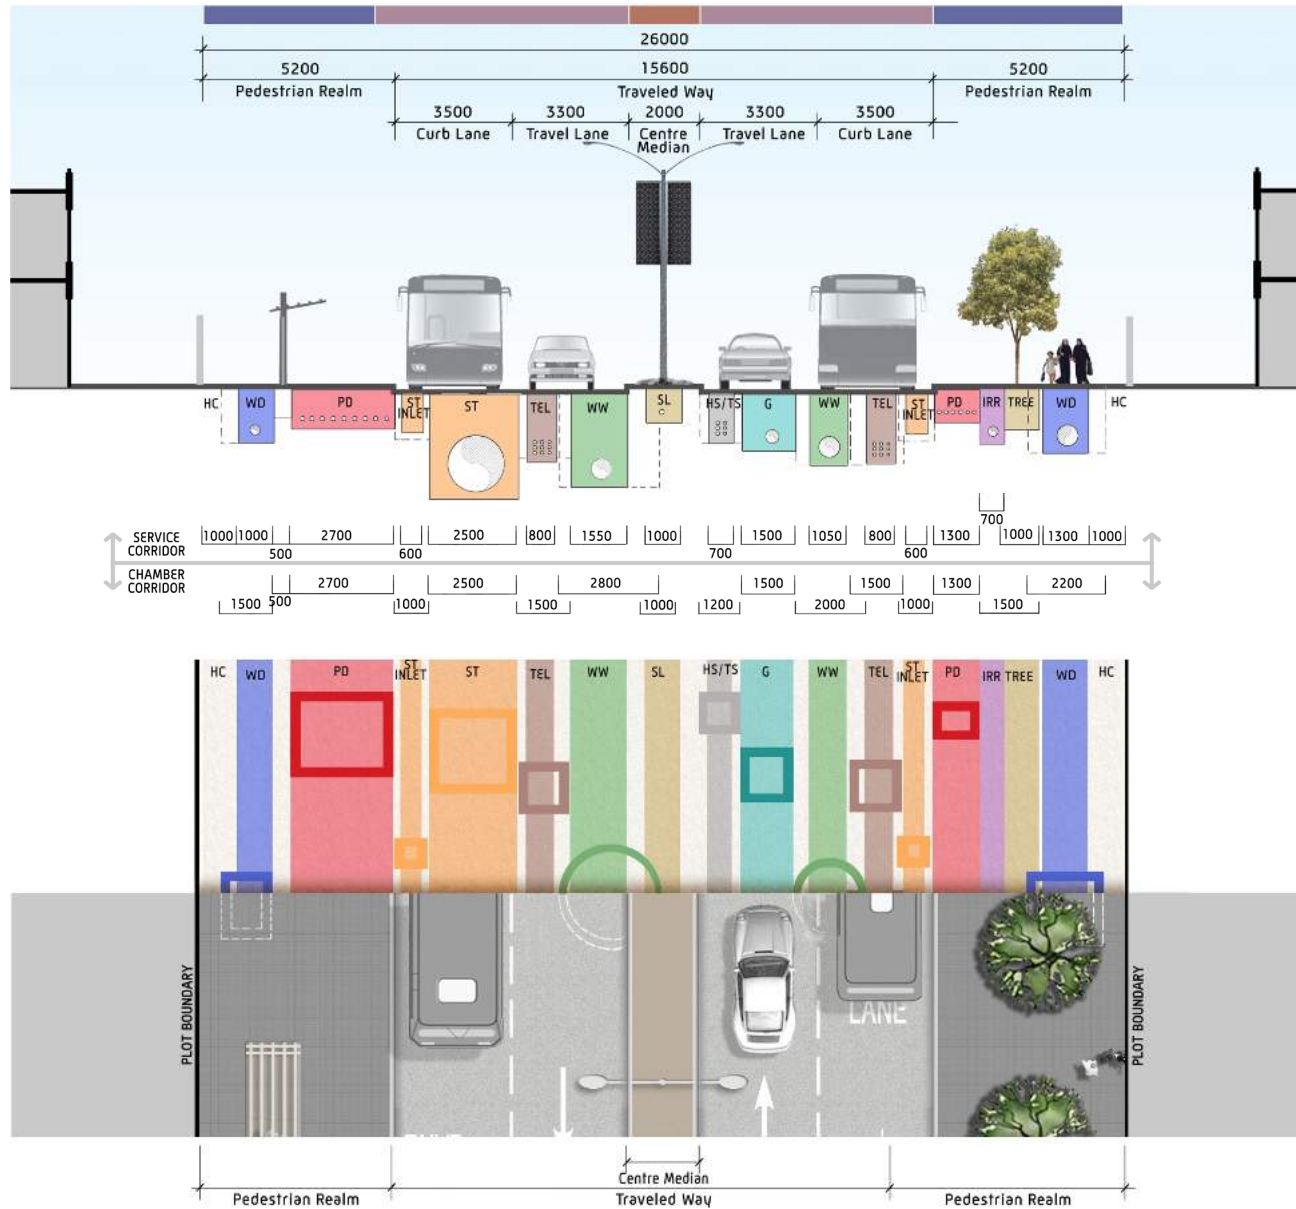 26000
5200 15600 5200
Pedestrian Realm Traveled Way Pedestrian Realm
3500 3300 2000 3300 3500
Curb Lane Travel Lane Centre Median Travel Lane Curb Lane
HC WD PD ST INLET ST TEL WW SL HS/TS G WW TEL ST INLET PD IRR TREE WD HC
700
SERVICE CORRIDOR
1000 1000 2700 2500 800 1550 1000 1500 1050 800 1300 1000 1300 1000
500 600 700 600
CHAMBER CORRIDOR
2700 2500 2800 1500 1500 1300 2200
1500 500 1000 1500 1000 1200 2000 1000 1500
HC WD PD ST INLET ST TEL WW SL HS/TS G WW TEL ST INLET PD IRR TREE WD HC
PLOT BOUNDARY
PLOT BOUNDARY
LANE
Centre Median
Pedestrian Realm Traveled Way Pedestrian Realm